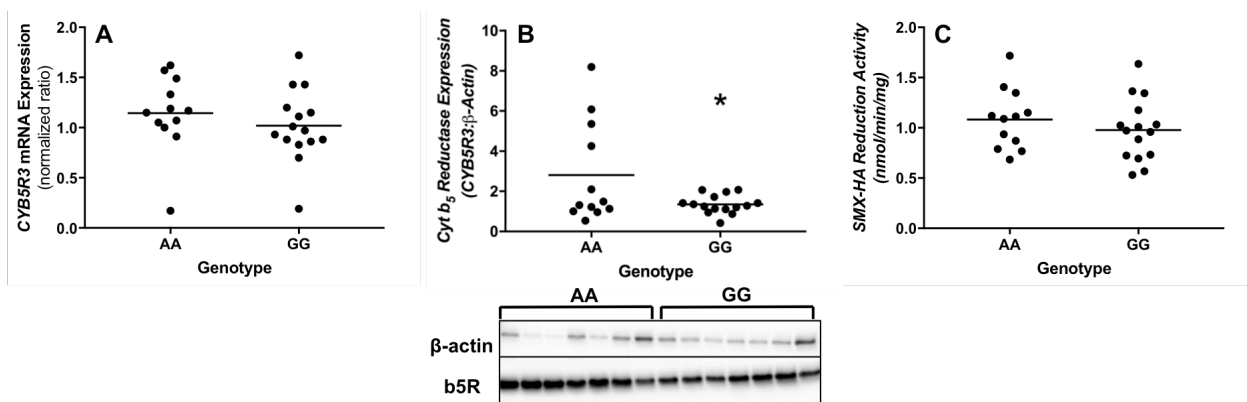 A
CYB5R3 mRNA Expression
(normalized ratio)
2.0
1.5
1.0
0.5
0.0
AA GG
Genotype
B
*
Cyt b5 Reductase Expression
(CYB5R3:β-Actin)
10
8
6
4
2
0
AA GG
Genotype
C
SMX-HA Reduction Activity
(nmol/min/mg)
2.0
1.5
1.0
0.5
0.0
AA GG
Genotype
AA GG
β-actin
b5R